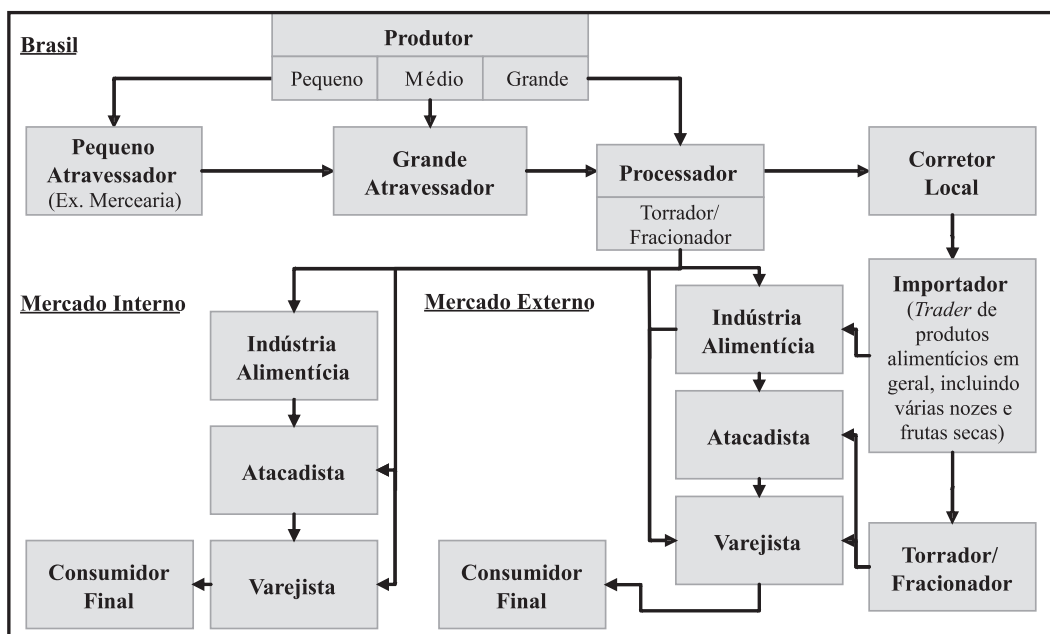 Brasil
Produtor
Pequeno
Médio
Grande
Pequeno
Atravessador
(Ex. Mercearia)
Grande
Atravessador
Processador
Torrador/
Fracionador
Corretor
Local
Mercado Interno
Mercado Externo
Indústria
Alimentícia
Atacadista
Varejista
Consumidor
Final
Indústria
Alimentícia
Atacadista
Varejista
Consumidor
Final
Importador
(Trader de
produtos
alimentícios em
geral, incluindo
várias nozes e
frutas secas)
Torrador/
Fracionador